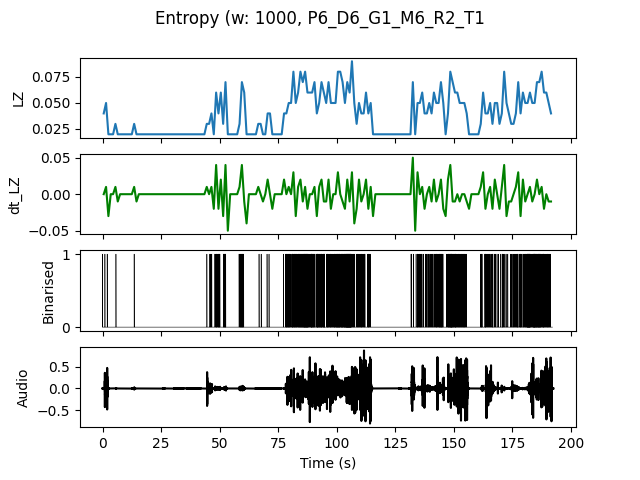 Entropy (w: 1000, P6_D6_G1_M6_R2_T1
LZ
0.075
0.050
0.025
dt_LZ
0.05
0.00
−0.05
Binarised
1
0
Audio
0.5
0.0
−0.5
0 25 50 75 100 125 150 175 200
Time (s)